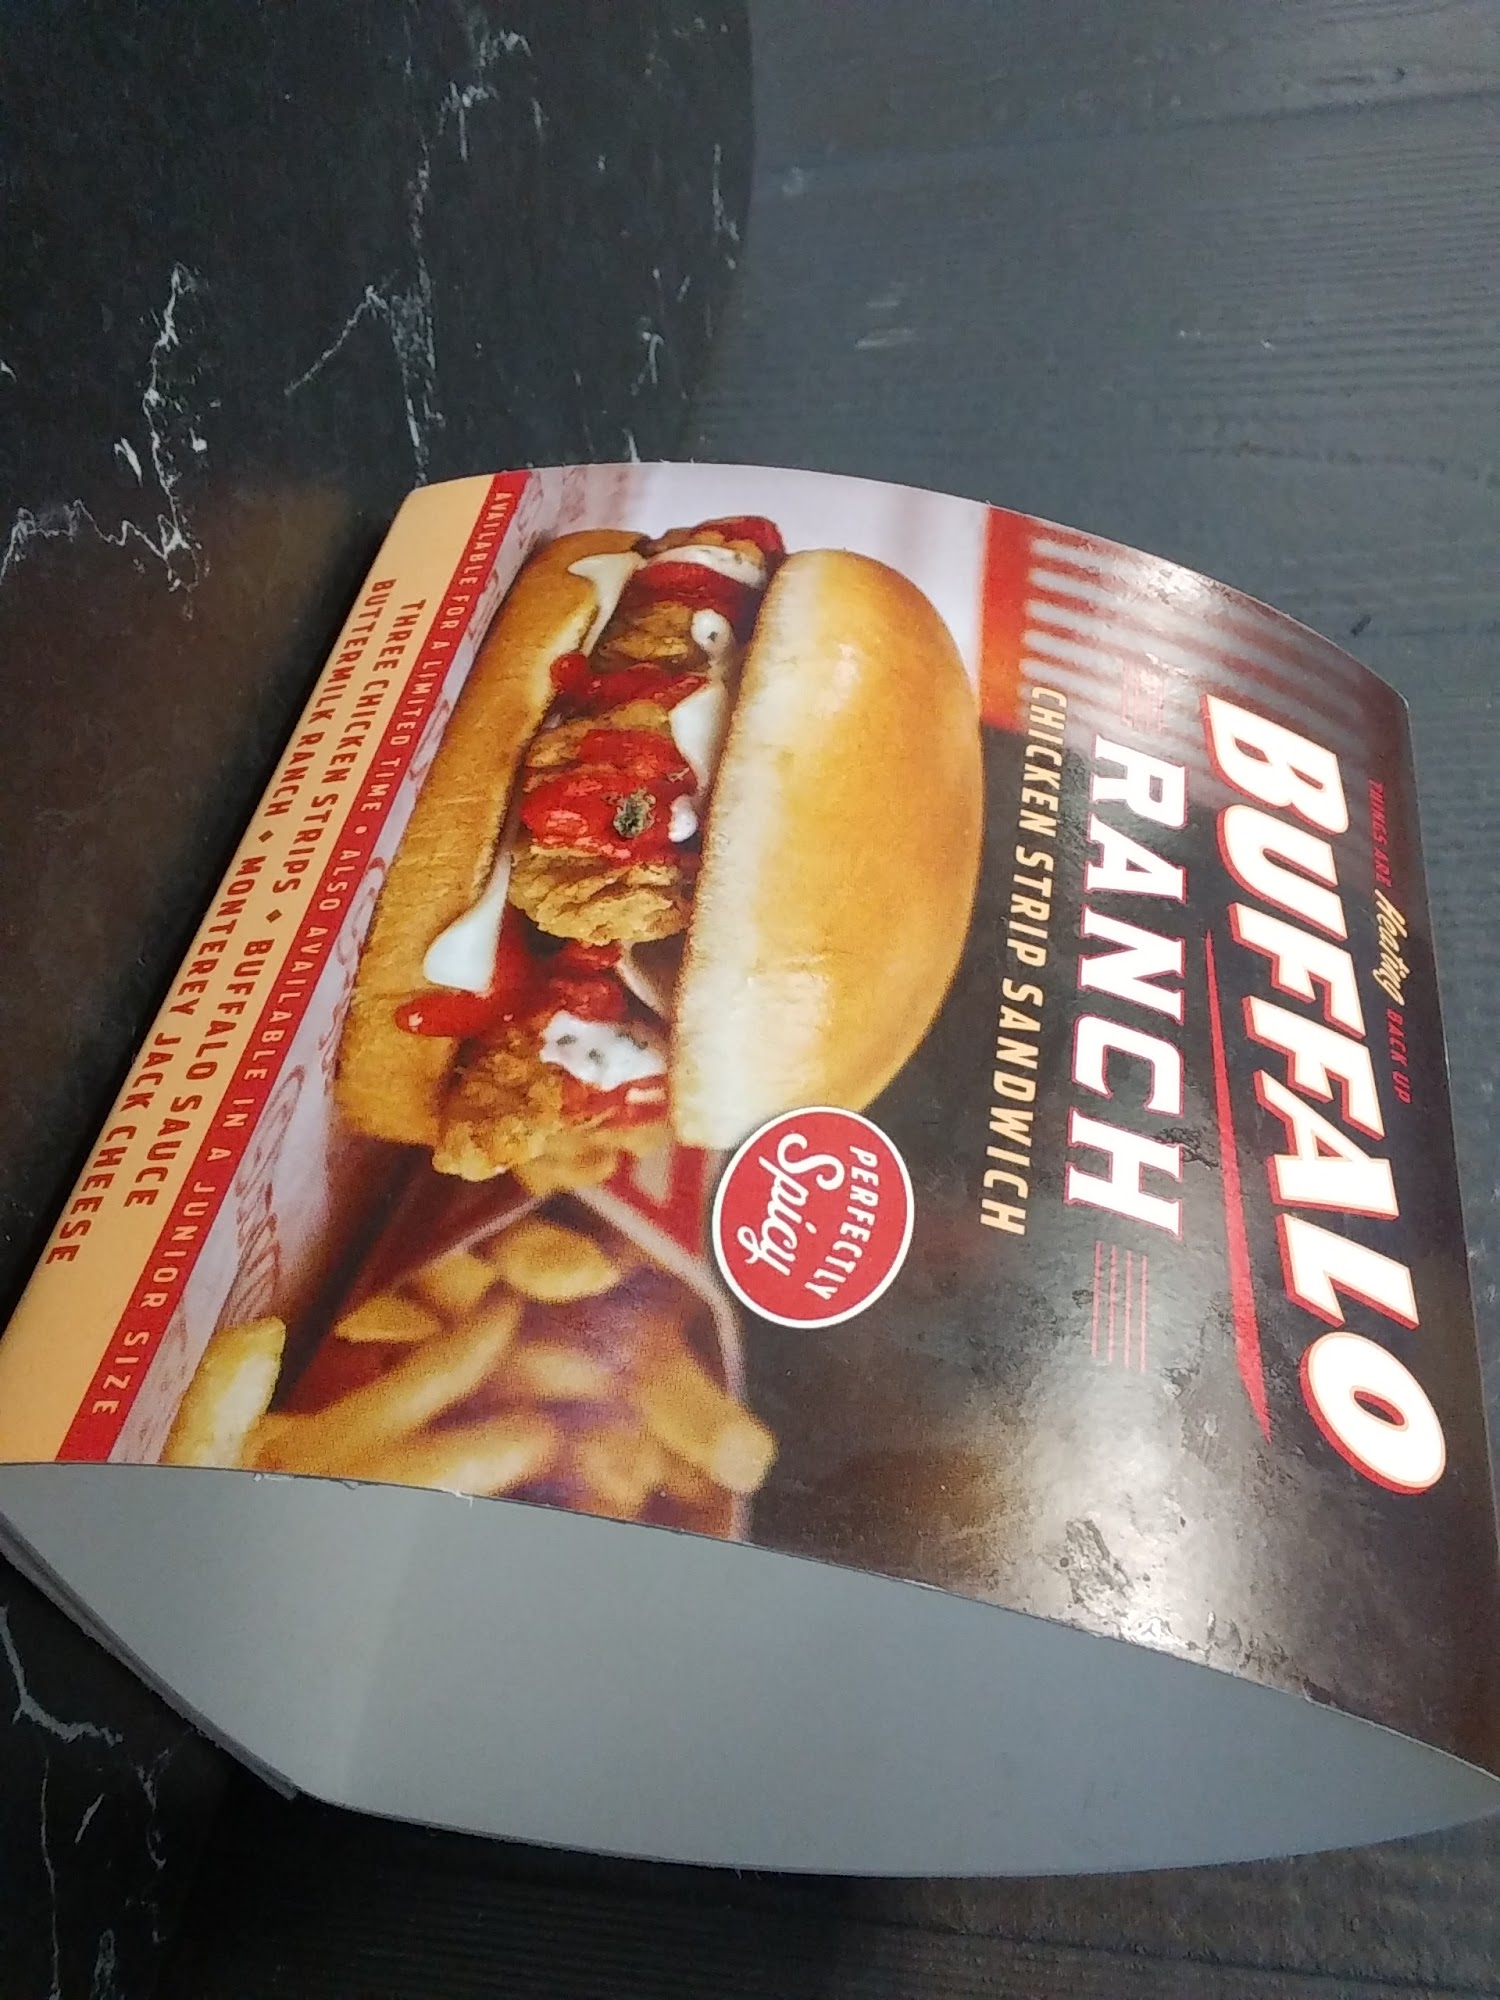 THINGS ARE Heating BACK UP
BUFFALO
RANCH
CHICKEN STRIP SANDWICH
PERFECTLY
Spicy
AVAILABLE FOR A LIMITED TIME • ALSO AVAILABLE IN A JUNIOR SIZE
THREE CHICKEN STRIPS ◆ BUFFALO SAUCE
BUTTERMILK RANCH ◆ MONTEREY JACK CHEESE